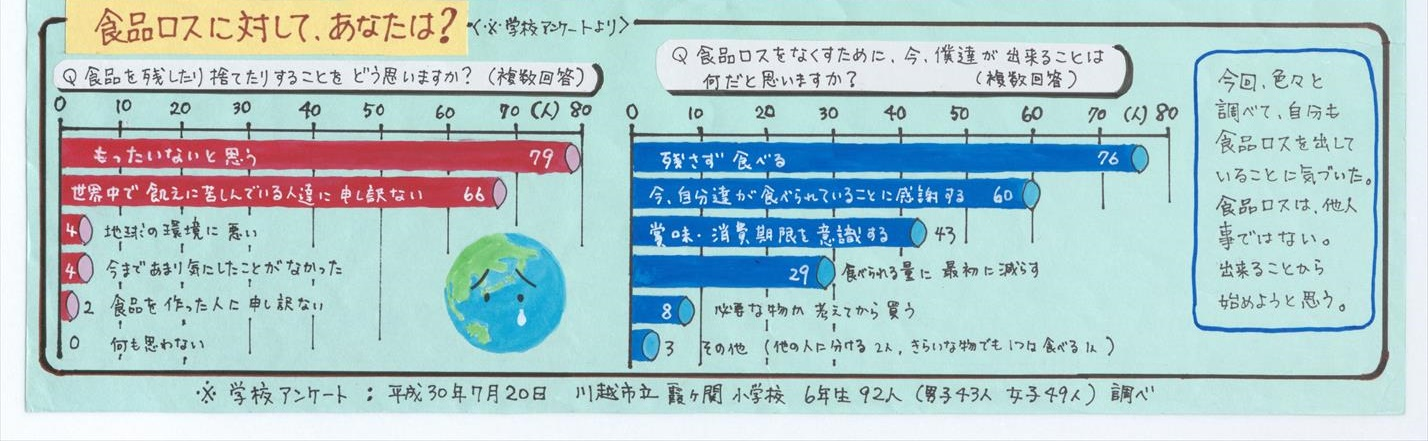 食品ロスに対して、あなたは?
〈※学校アンケートより〉
Q 食品を残したり捨てたりすることをどう思いますか?(複数回答)
0 10 20 30 40 50 60 70 (人) 80
もったいないと思う 79
世界中で飢えに苦しんでいる人達に申し訳ない 66
4 地球の環境に悪い
4 今まであまり気にしたことがなかった
2 食品を作った人に申し訳ない
0 何も思わない
Q 食品ロスをなくすために、今、僕達が出来ることは
何だと思いますか? (複数回答)
0 10 20 30 40 50 60 70 (人) 80
残さず食べる 76
今、自分達が食べられていることに感謝する 60
賞味・消費期限を意識する 43
29 食べられる量に最初に減らす
8 必要な物か考えてから買う
3 その他 (他の人に分ける2人,きらいな物でも1つは食べる1人)
今回、色々と
調べて、自分も
食品ロスを出して
いることに気づいた。
食品ロスは、他人
事ではない。
出来ることから
始めようと思う。
※学校アンケート:平成30年7月20日 川越市立霞ヶ関小学校 6年生92人(男子43人 女子49人)調べ